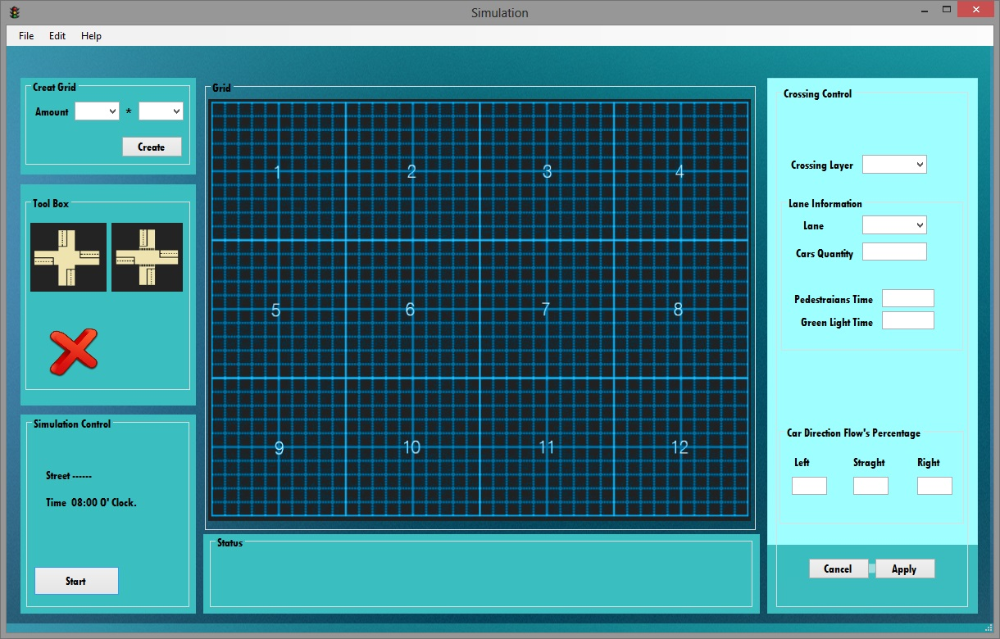 Simulation
File Edit Help
Creat Grid
Amount *
Create
Tool Box
Simulation Control
Street ------
Time 08:00 O' Clock.
Start
Grid
1 2 3 4
5 6 7 8
9 10 11 12
Status
Crossing Control
Crossing Layer
Lane Information
Lane
Cars Quantity
Pedestraians Time
Green Light Time
Car Direction Flow's Percentage
Left Straght Right
Cancel Apply